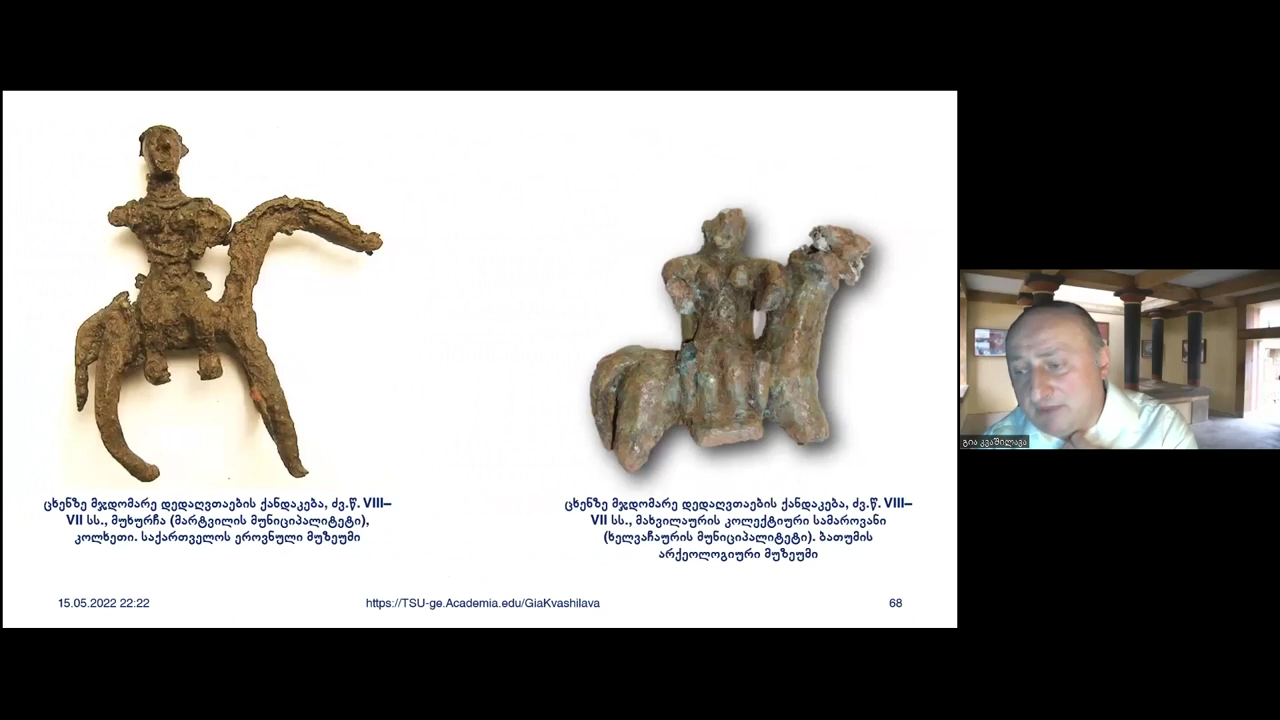 ცხენზე მჯდომარე დედაღვთაების ქანდაკება, ძვ.წ. VIII–
VII სს., მუხურჩა (მარტვილის მუნიციპალიტეტი),
კოლხეთი. საქართველოს ეროვნული მუზეუმი
ცხენზე მჯდომარე დედაღვთაების ქანდაკება, ძვ.წ. VIII–
VII სს., მახვილაურის კოლექტიური სამაროვანი
(ხელვაჩაურის მუნიციპალიტეტი). ბათუმის
არქეოლოგიური მუზეუმი
15.05.2022 22:22
https://TSU-ge.Academia.edu/GiaKvashilava
68
გია კვაშილავა